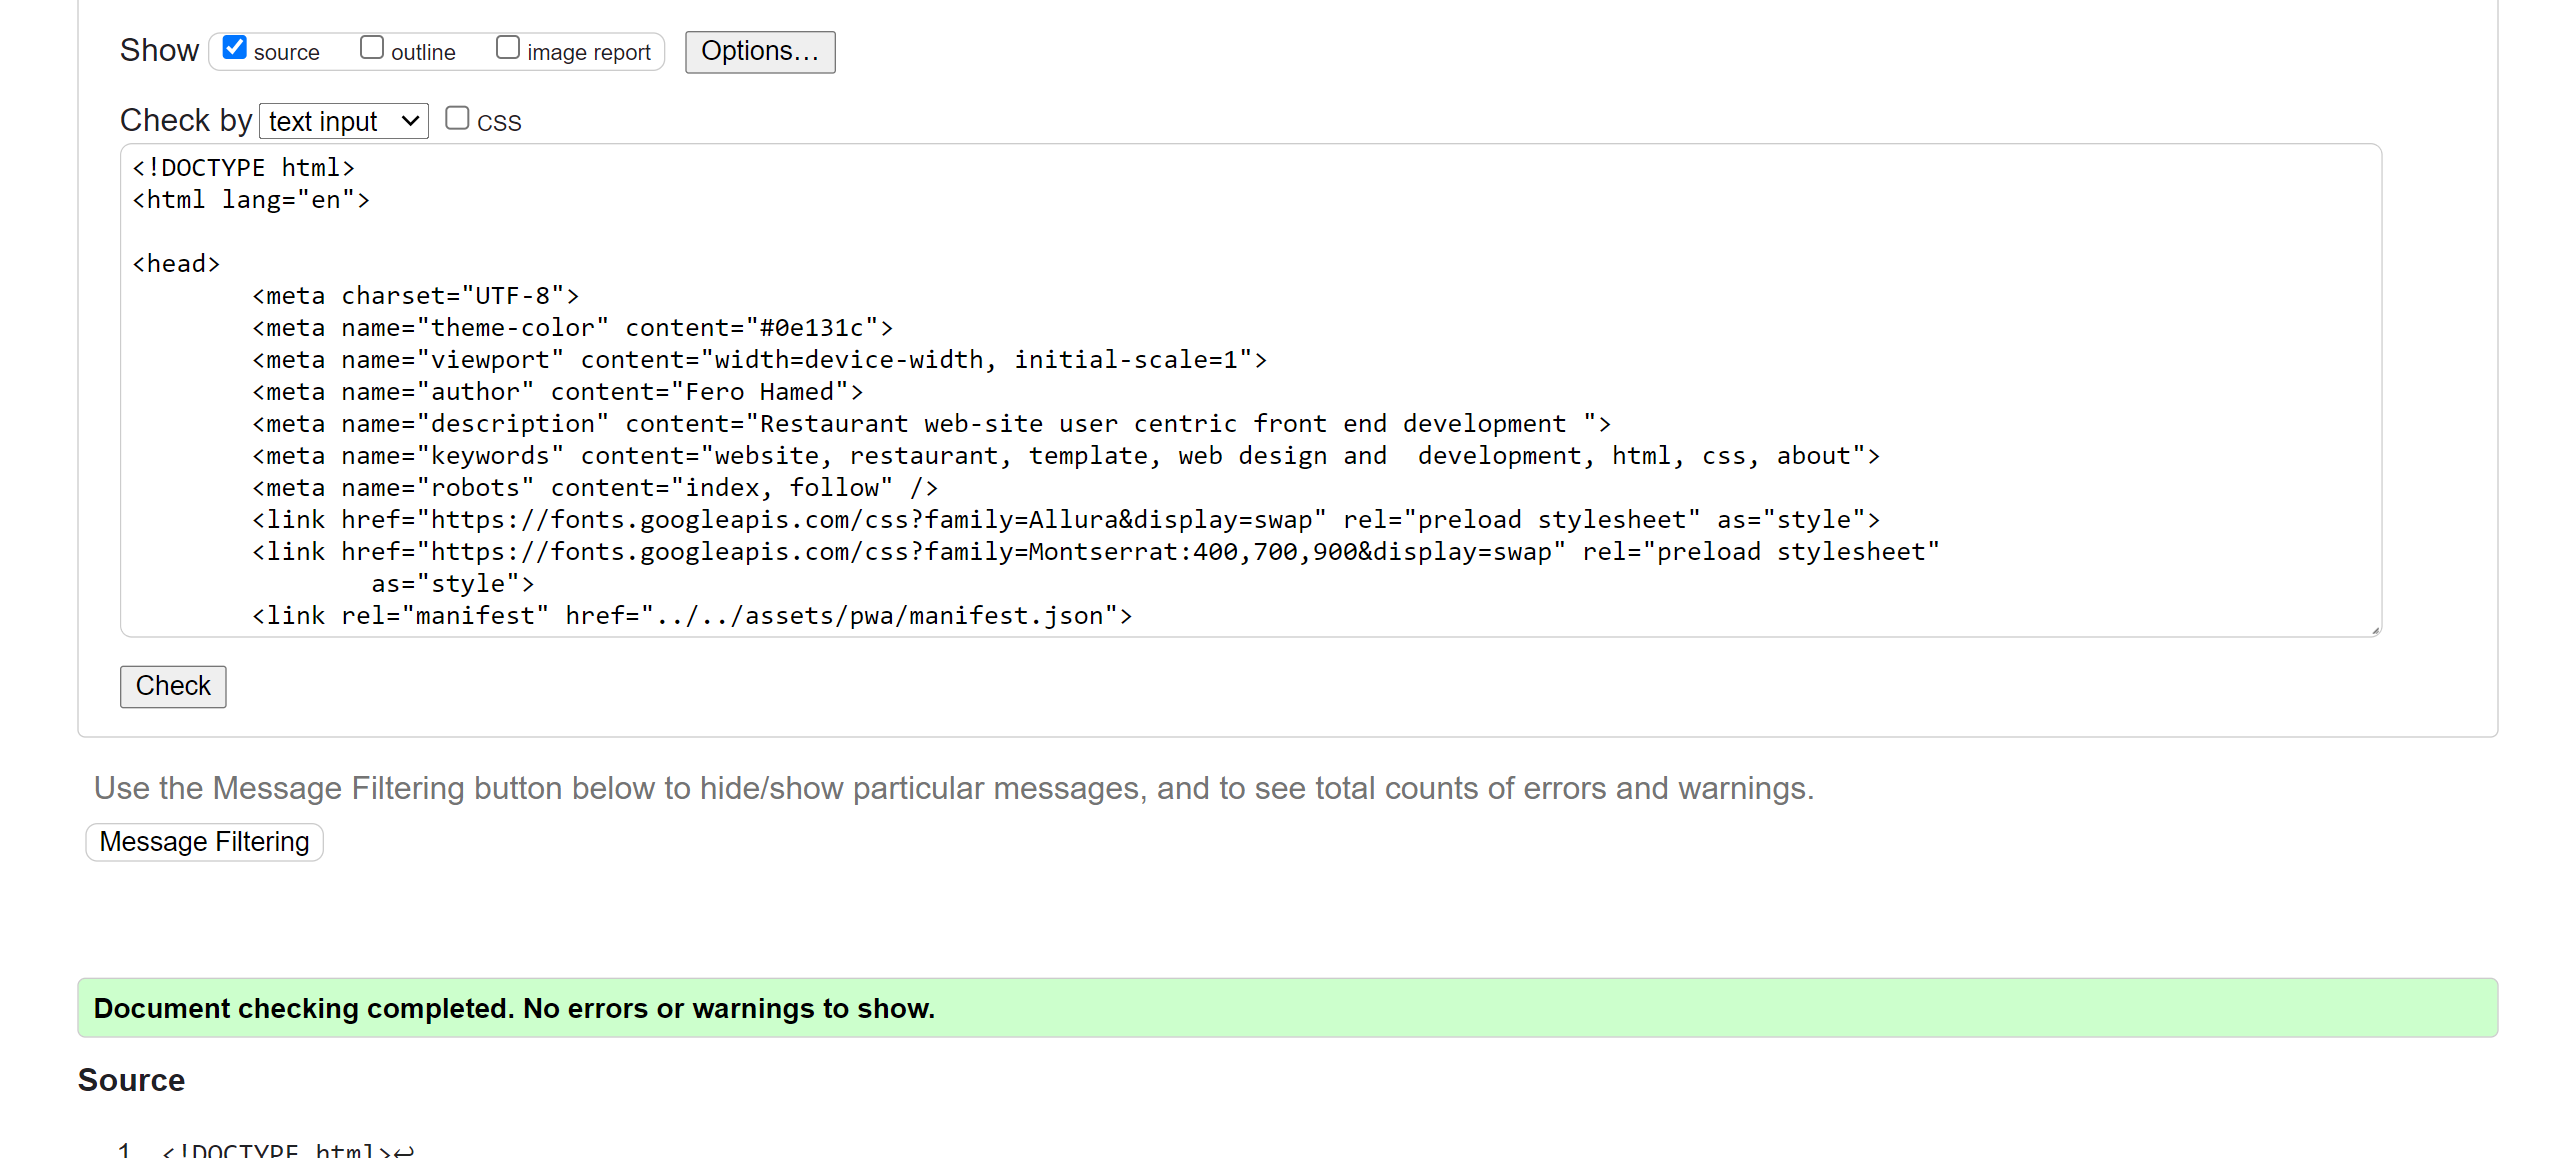 Show source outline image report Options...
Check by text input CSS
<!DOCTYPE html>
<html lang="en">
<head>
<meta charset="UTF-8">
<meta name="theme-color" content="#0e131c">
<meta name="viewport" content="width=device-width, initial-scale=1">
<meta name="author" content="Fero Hamed">
<meta name="description" content="Restaurant web-site user centric front end development ">
<meta name="keywords" content="website, restaurant, template, web design and  development, html, css, about">
<meta name="robots" content="index, follow" />
<link href="https://fonts.googleapis.com/css?family=Allura&display=swap" rel="preload stylesheet" as="style">
<link href="https://fonts.googleapis.com/css?family=Montserrat:400,700,900&display=swap" rel="preload stylesheet"
as="style">
<link rel="manifest" href="../../assets/pwa/manifest.json">
Check
Use the Message Filtering button below to hide/show particular messages, and to see total counts of errors and warnings.
Message Filtering
Document checking completed. No errors or warnings to show.
Source
1 <!DOCTYPE html>↩